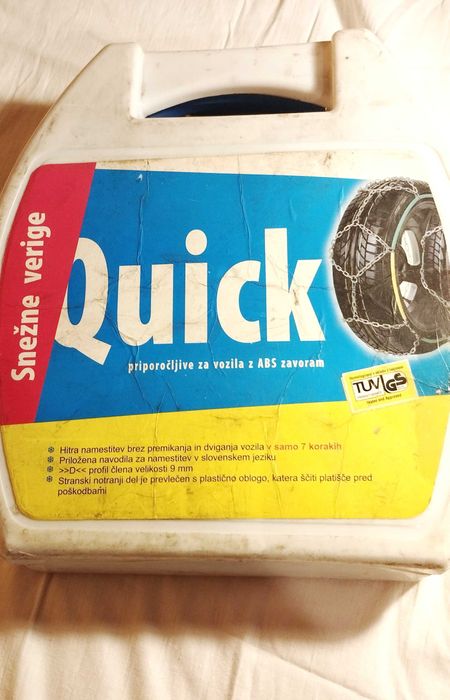 Snežne verige
Quick
priporočljive za vozila z ABS zavoram
TÜV GS
Hitra namestitev brez premikanja in dviganja vozila v samo 7 korakih
Priložena navodila za namestitev v slovenskem jeziku
>>D<< profil člena velikosti 9 mm
Stranski notranji del je prevlečen s plastično oblogo, katera ščiti platišče pred
poškodbami